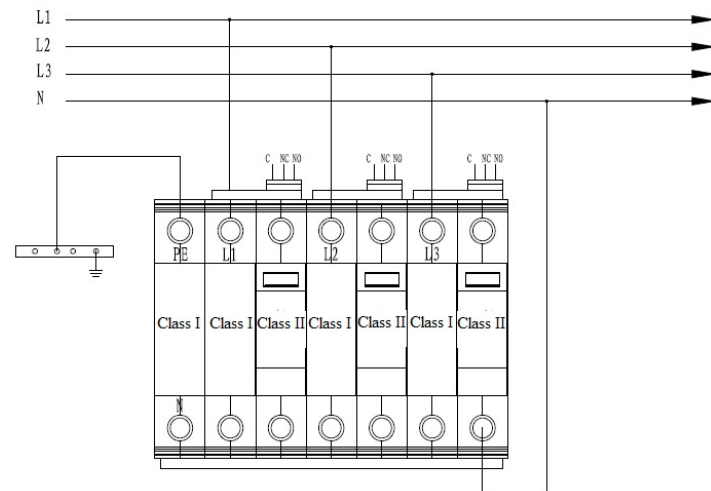 L1
L2
L3
N
C NC NO C NC NO C NC NO
PE L1 L2 L3
Class I Class I Class II Class I Class II Class I Class II
N